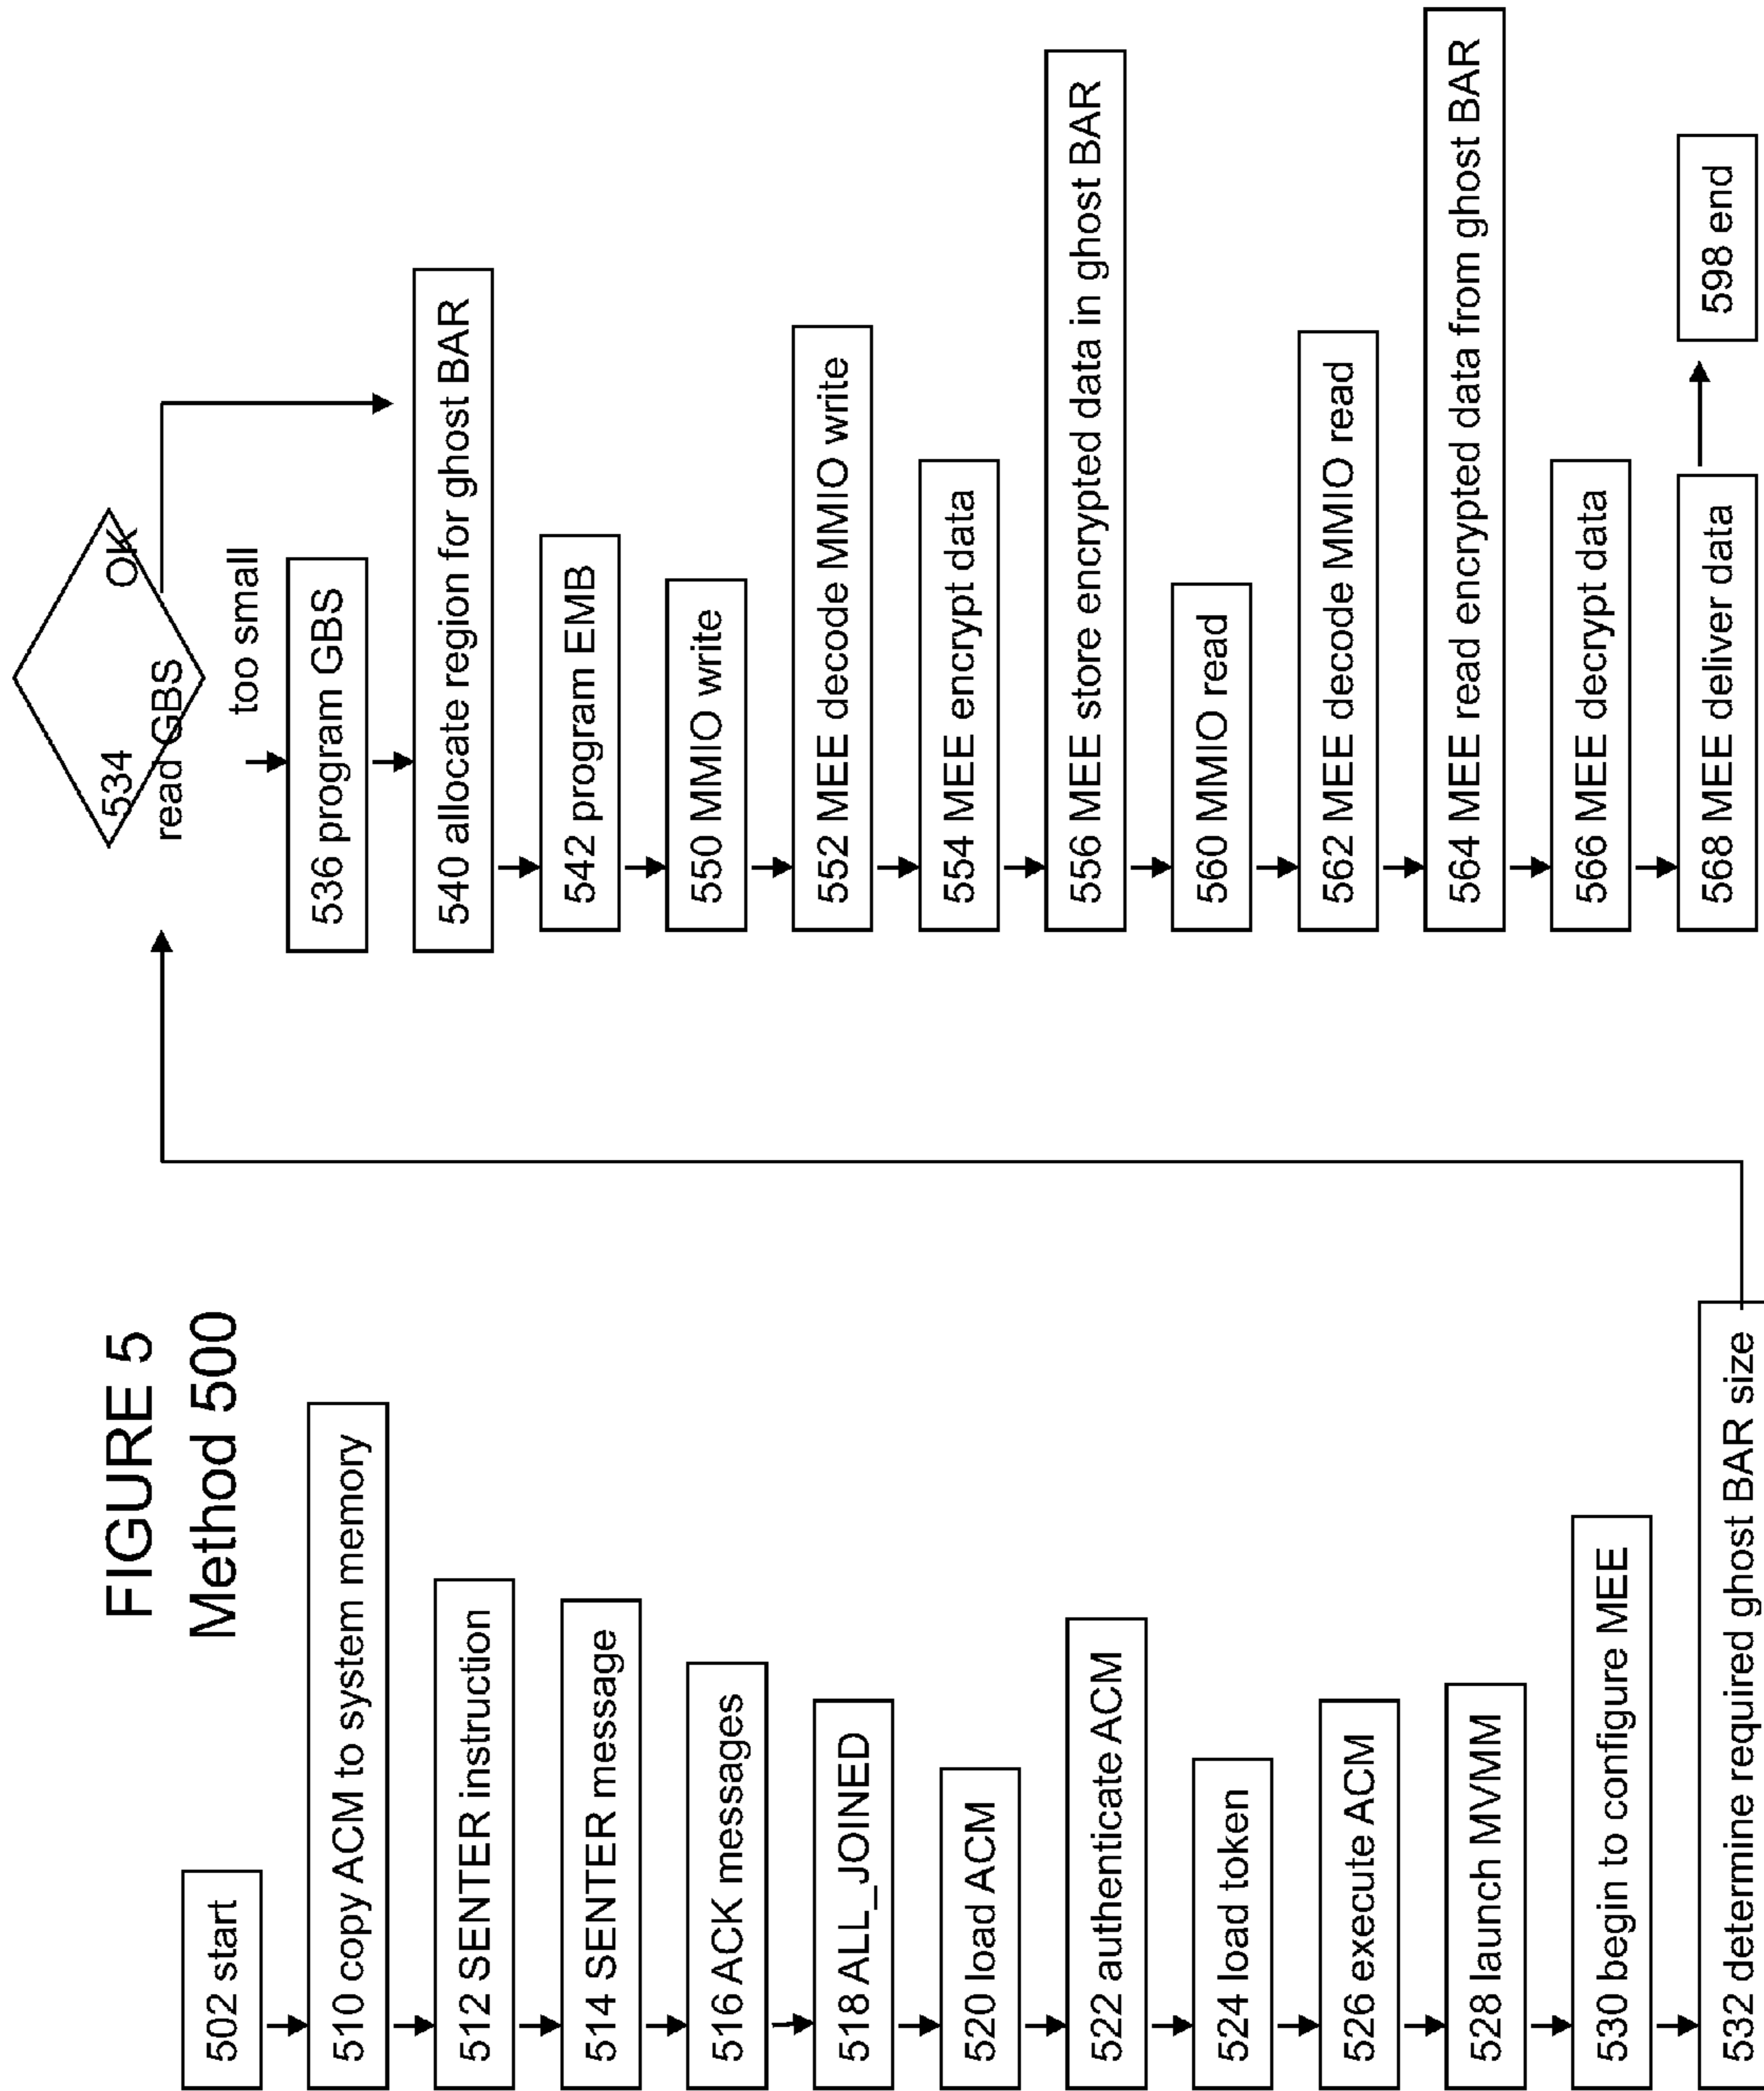 FIGURE 5
Method 500
502 start
510 copy ACM to system memory
512 SENTER instruction
514 SENTER message
516 ACK messages
518 ALL_JOINED
520 load ACM
522 authenticate ACM
524 load token
526 execute ACM
528 launch MVMM
530 begin to configure MEE
532 determine required ghost BAR size
534
read GBS
OK
too small
536 program GBS
540 allocate region for ghost BAR
542 program EMB
550 MMIO write
552 MEE decode MMIO write
554 MEE encrypt data
556 MEE store encrypted data in ghost BAR
560 MMIO read
562 MEE decode MMIO read
564 MEE read encrypted data from ghost BAR
566 MEE decrypt data
568 MEE deliver data
598 end